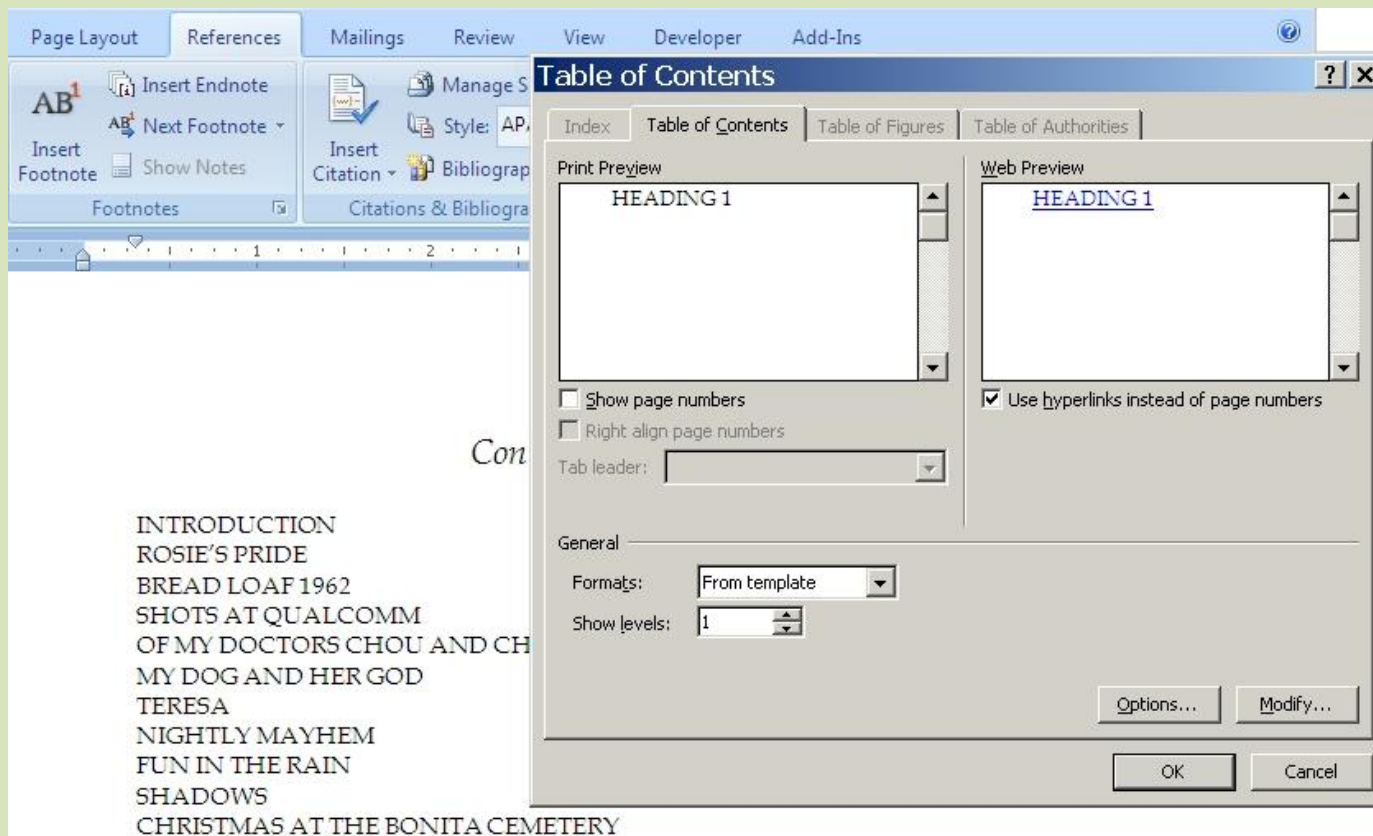 Page Layout References Mailings Review View Developer Add-Ins
AB1 Insert Endnote
AB1 Next Footnote
Insert Footnote
Show Notes
Footnotes
Insert Citation
Manage S
Style: APA
Bibliograp
Citations & Bibliogra
1 2
Con
INTRODUCTION
ROSIE'S PRIDE
BREAD LOAF 1962
SHOTS AT QUALCOMM
OF MY DOCTORS CHOU AND CH
MY DOG AND HER GOD
TERESA
NIGHTLY MAYHEM
FUN IN THE RAIN
SHADOWS
CHRISTMAS AT THE BONITA CEMETERY
Table of Contents
? X
Index Table of Contents Table of Figures Table of Authorities
Print Preview
HEADING 1
Web Preview
HEADING 1
Show page numbers
Use hyperlinks instead of page numbers
Right align page numbers
Tab leader:
General
Formats: From template
Show levels: 1
Options... Modify...
OK Cancel